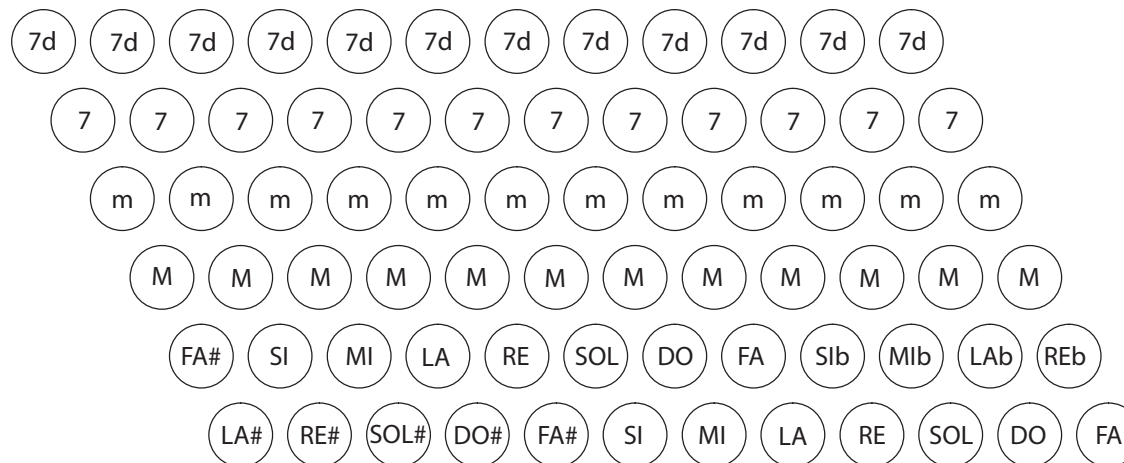 7d 7d 7d 7d 7d 7d 7d 7d 7d 7d 7d 7d
7 7 7 7 7 7 7 7 7 7 7 7
m m m m m m m m m m m m
M M M M M M M M M M M M
FA# SI MI LA RE SOL DO FA SIb MIb LAb REb
LA# RE# SOL# DO# FA# SI MI LA RE SOL DO FA